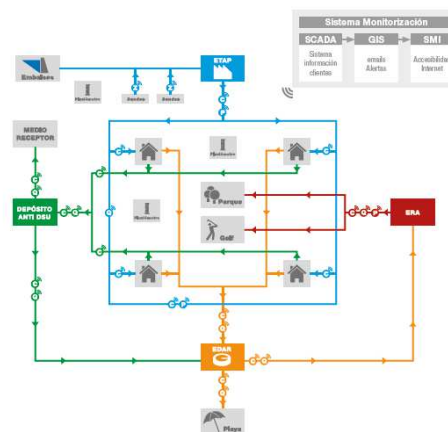 Sistema Monitorización
SCADA
GIS
SMI
Sistema
información
clientes
emails
Alertas
Accesibilidad
Internet
ETAP
Embalses
MEDIO
RECEPTOR
DEPÓSITO
ANTI DSU
Parque
Golf
ERA
EDAR
Playa